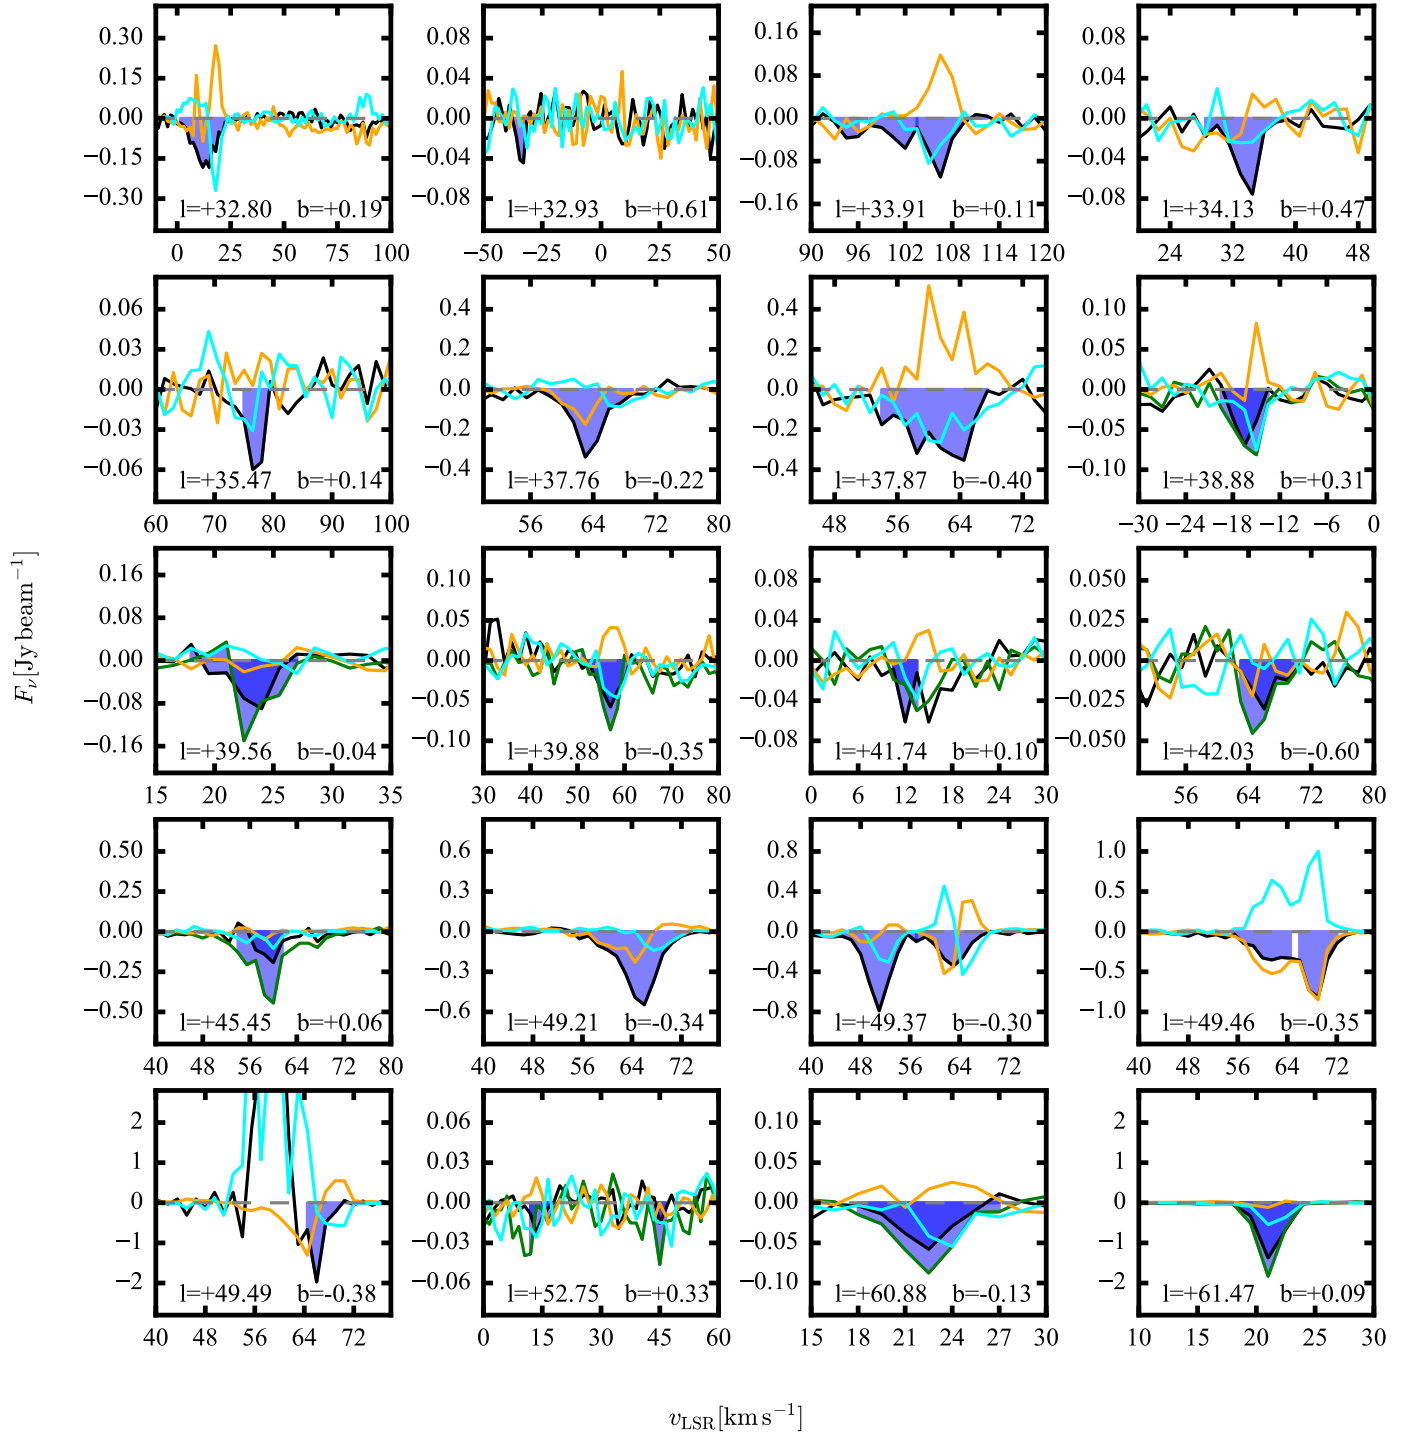 0.30 0.15 0.00 −0.15 −0.30
l=+32.80 b=+0.19
0 25 50 75 100
0.08 0.04 0.00 −0.04 −0.08
l=+32.93 b=+0.61
−50 −25 0 25 50
0.16 0.08 0.00 −0.08 −0.16
l=+33.91 b=+0.11
90 96 102 108 114 120
0.08 0.04 0.00 −0.04 −0.08
l=+34.13 b=+0.47
24 32 40 48
0.06 0.03 0.00 −0.03 −0.06
l=+35.47 b=+0.14
60 70 80 90 100
0.4 0.2 0.0 −0.2 −0.4
l=+37.76 b=−0.22
56 64 72 80
0.4 0.2 0.0 −0.2 −0.4
l=+37.87 b=−0.40
48 56 64 72
0.10 0.05 0.00 −0.05 −0.10
l=+38.88 b=+0.31
−30 −24 −18 −12 −6 0
0.16 0.08 0.00 −0.08 −0.16
l=+39.56 b=−0.04
15 20 25 30 35
0.10 0.05 0.00 −0.05 −0.10
l=+39.88 b=−0.35
30 40 50 60 70 80
0.08 0.04 0.00 −0.04 −0.08
l=+41.74 b=+0.10
0 6 12 18 24 30
0.050 0.025 0.000 −0.025 −0.050
l=+42.03 b=−0.60
56 64 72 80
0.50 0.25 0.00 −0.25 −0.50
l=+45.45 b=+0.06
40 48 56 64 72 80
0.6 0.3 0.0 −0.3 −0.6
l=+49.21 b=−0.34
40 48 56 64 72
0.8 0.4 0.0 −0.4 −0.8
l=+49.37 b=−0.30
40 48 56 64 72
1.0 0.5 0.0 −0.5 −1.0
l=+49.46 b=−0.35
40 48 56 64 72
2 1 0 −1 −2
l=+49.49 b=−0.38
40 48 56 64 72
0.06 0.03 0.00 −0.03 −0.06
l=+52.75 b=+0.33
0 15 30 45 60
0.10 0.05 0.00 −0.05 −0.10
l=+60.88 b=−0.13
15 18 21 24 27 30
2 1 0 −1 −2
l=+61.47 b=+0.09
10 15 20 25 30
F_ν[Jy beam⁻¹]
v_LSR[km s⁻¹]